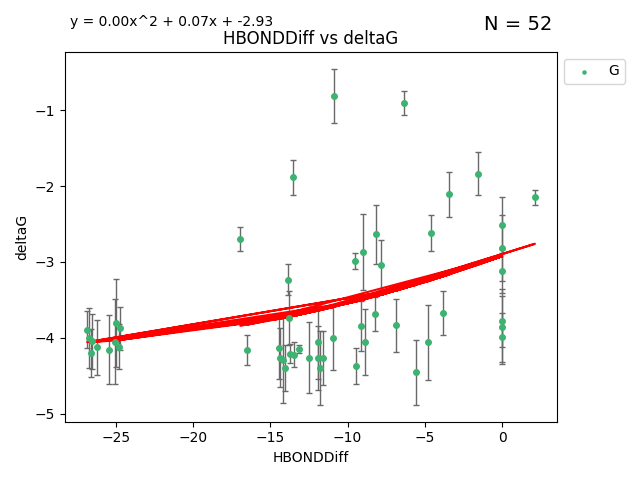 y = 0.00x^2 + 0.07x + -2.93
N = 52
HBONDDiff vs deltaG
G
−1
−2
−3
−4
−5
deltaG
−25
−20
−15
−10
−5
0
HBONDDiff